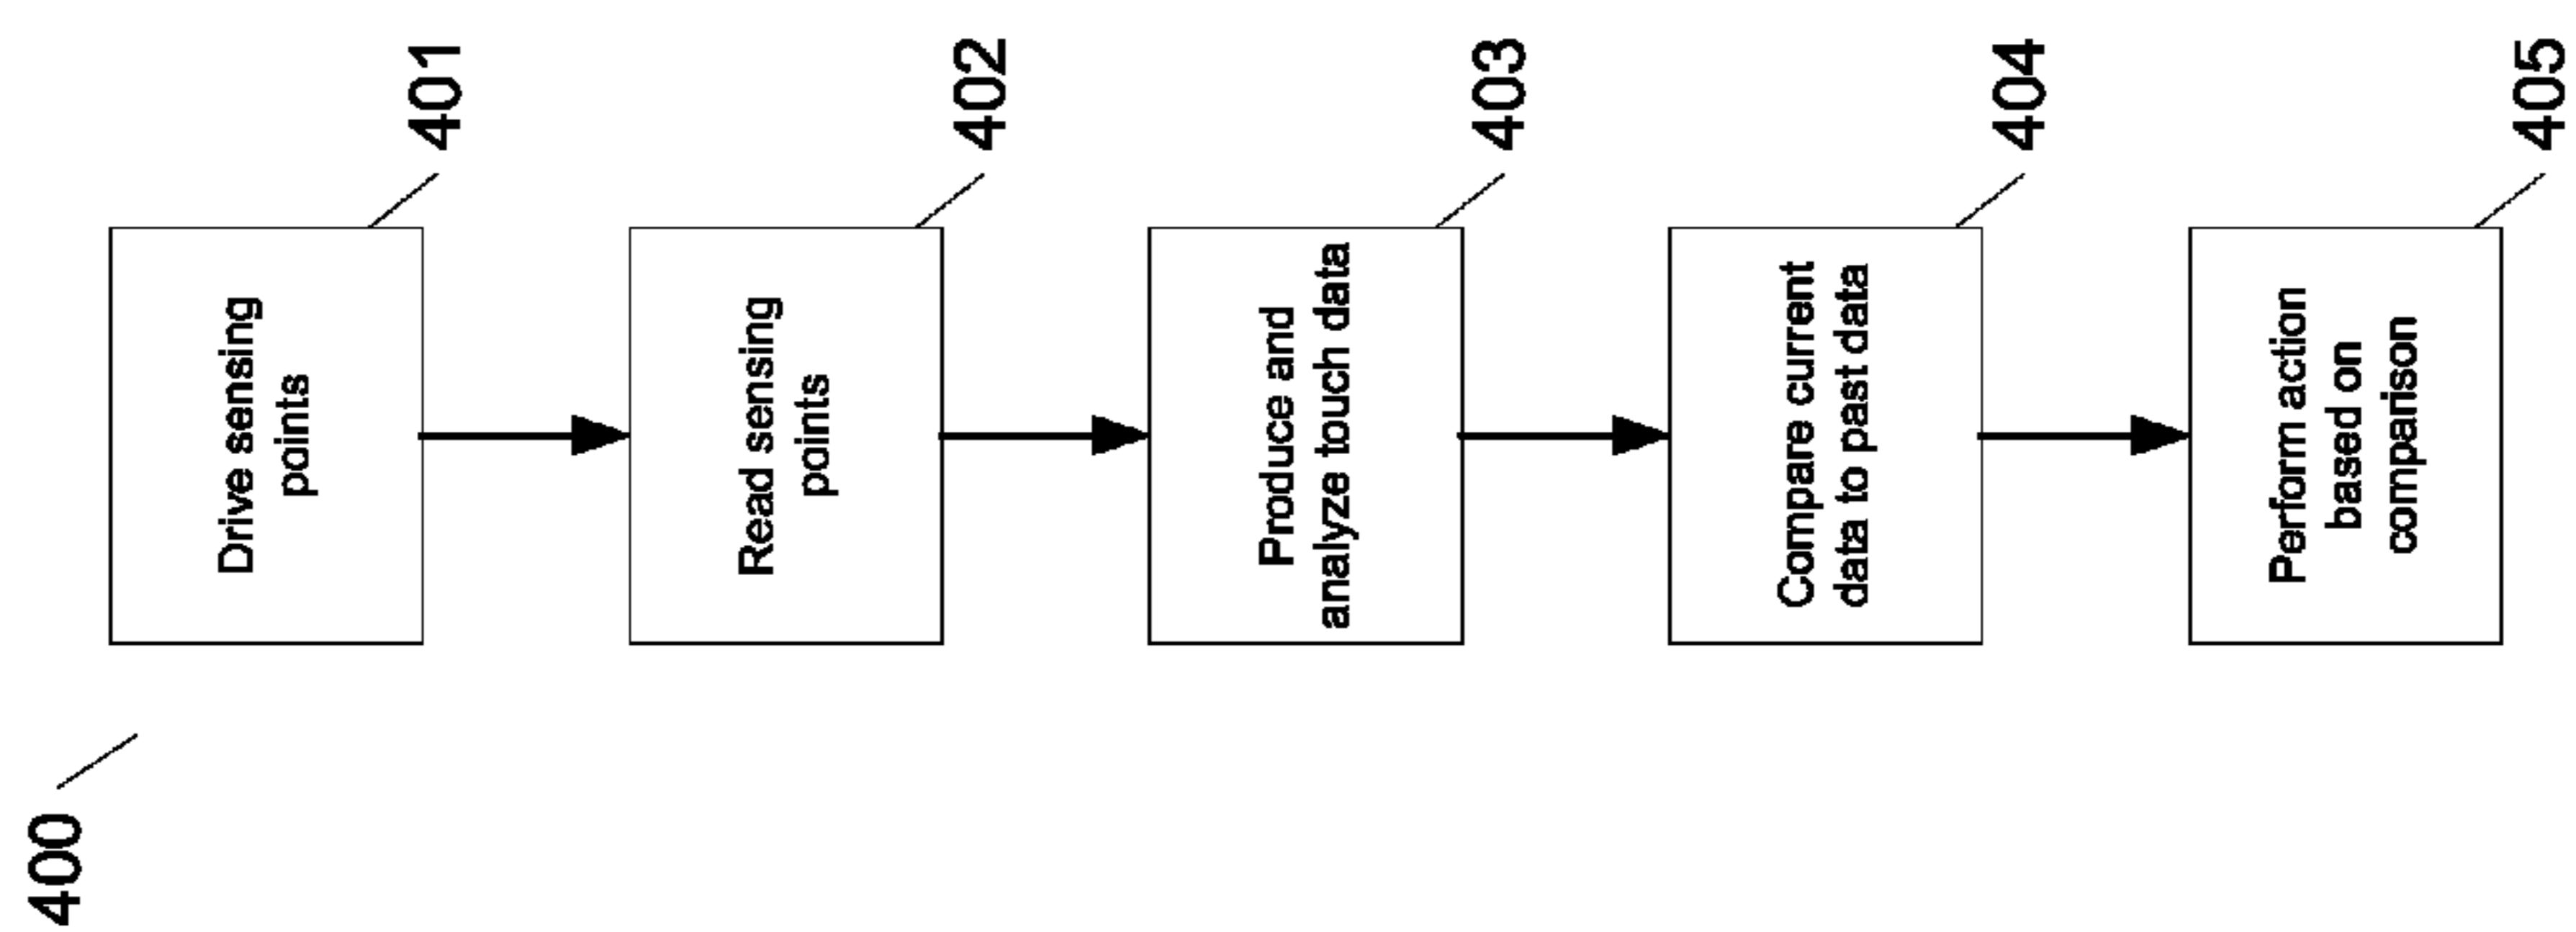 400
Drive sensing
points
401
Read sensing
points
402
Produce and
analyze touch data
403
Compare current
data to past data
404
Perform action
based on
comparison
405